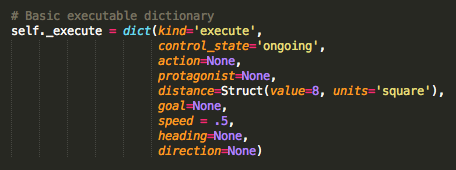 # Basic executable dictionary
self._execute = dict(kind='execute',
control_state='ongoing',
action=None,
protagonist=None,
distance=Struct(value=8, units='square'),
goal=None,
speed = .5,
heading=None,
direction=None)